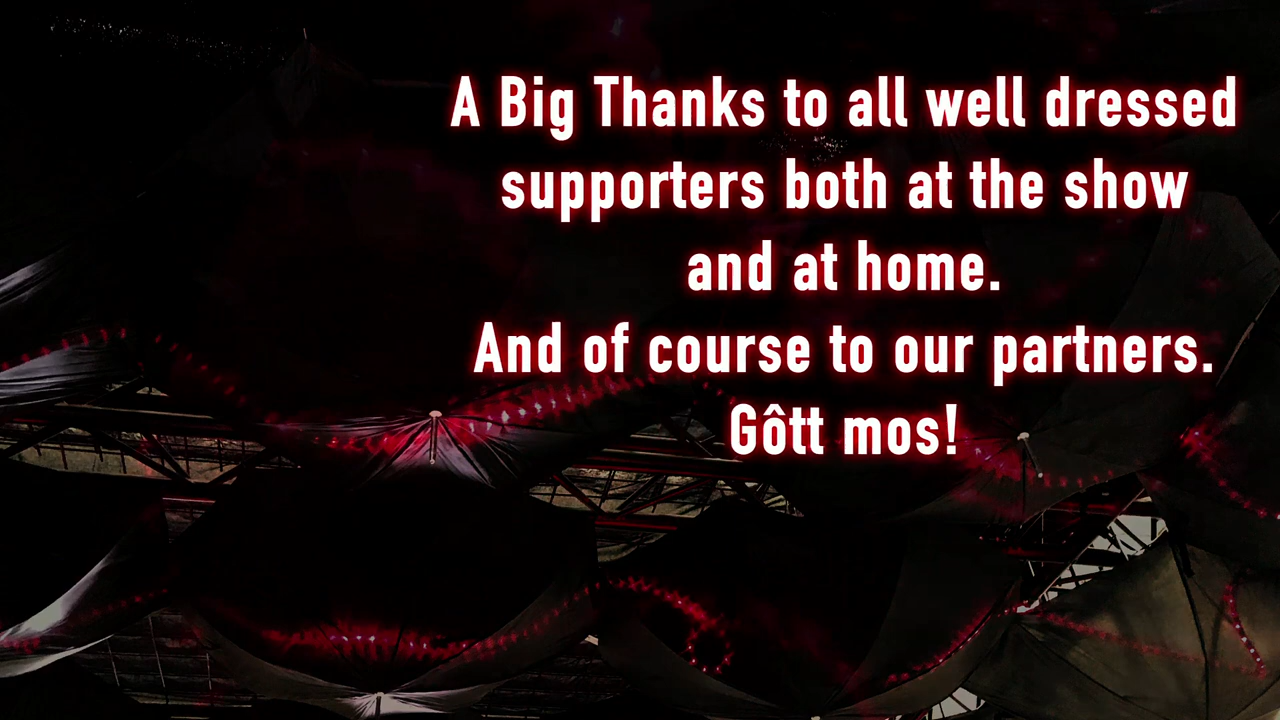 A Big Thanks to all well dressed
supporters both at the show
and at home.
And of course to our partners.
Gôtt mos!